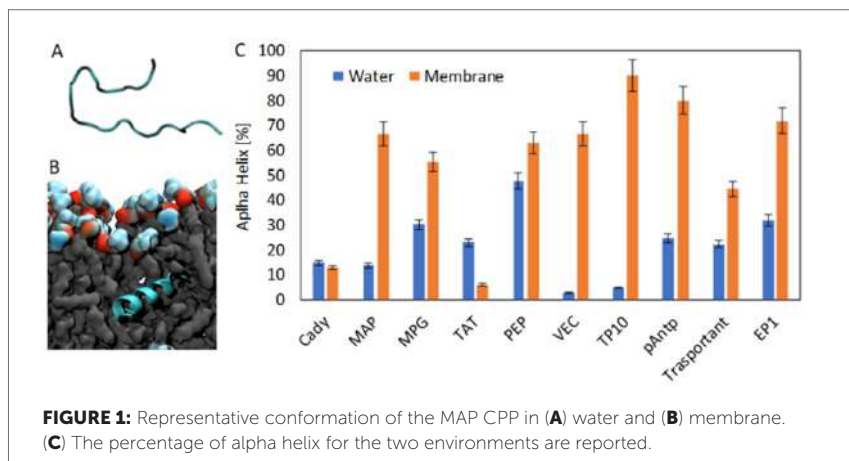 A
B
C
Aplha Helix [%]
100
90
80
70
60
50
40
30
20
10
0
Water
Membrane
Cady
MAP
MPG
TAT
PEP
VEC
TP10
pAntp
Trasportant
EP1
FIGURE 1: Representative conformation of the MAP CPP in (A) water and (B) membrane.
(C) The percentage of alpha helix for the two environments are reported.